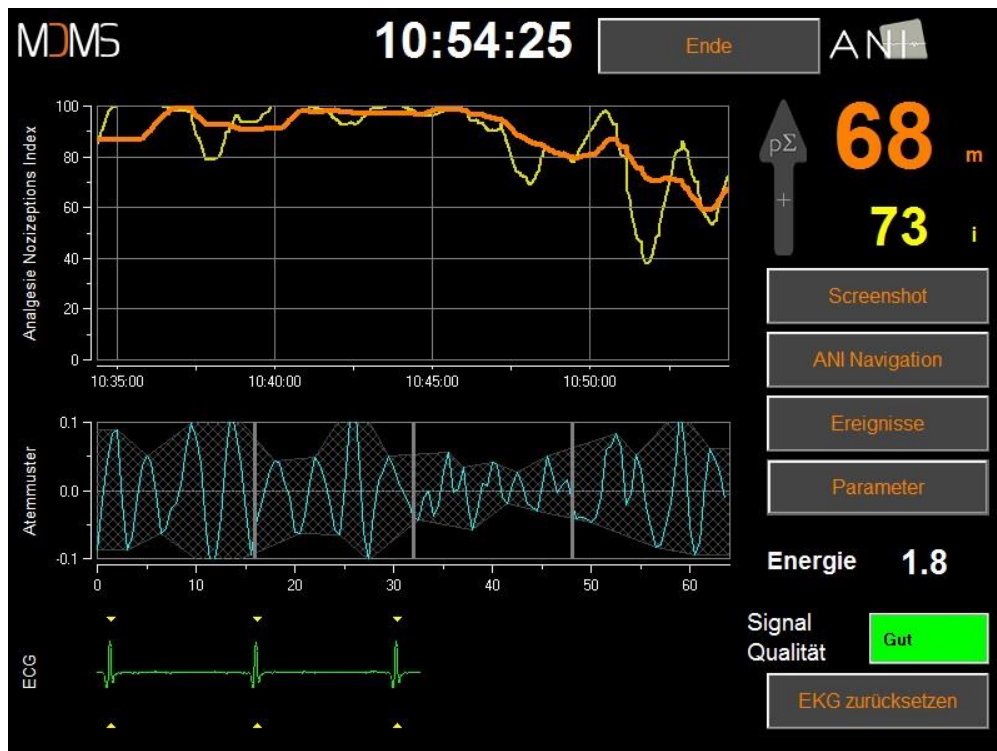 MDMS
10:54:25
Ende
ANI
Analgesie Nozizeptions Index
100
80
60
40
20
0
10:35:00
10:40:00
10:45:00
10:50:00
pΣ
+
68 m
73 i
Screenshot
ANI Navigation
Ereignisse
Parameter
Atemmuster
0.1
0.0
-0.1
0
10
20
30
40
50
60
Energie 1.8
Signal
Qualität
Gut
ECG
EKG zurücksetzen